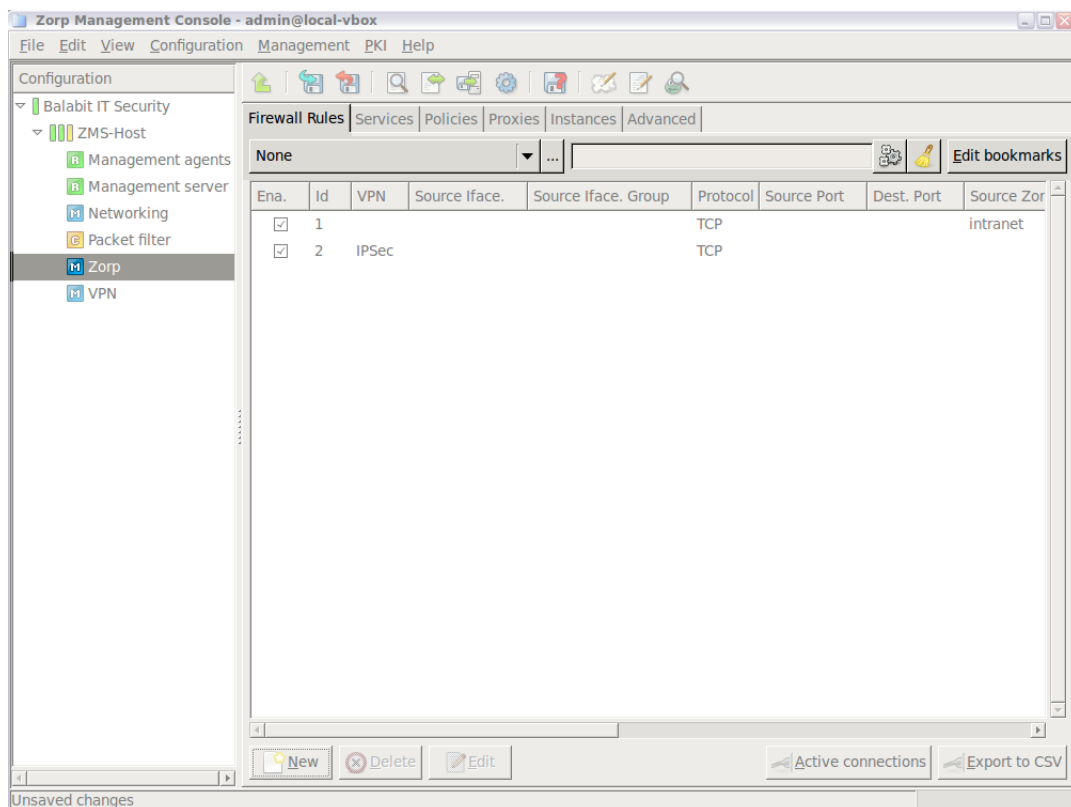 Zorp Management Console - admin@local-vbox
File Edit View Configuration Management PKI Help
Configuration
Balabit IT Security
ZMS-Host
R Management agents
R Management server
M Networking
C Packet filter
M Zorp
M VPN
Firewall Rules Services Policies Proxies Instances Advanced
None ... Edit bookmarks
Ena. Id VPN Source Iface. Source Iface. Group Protocol Source Port Dest. Port Source Zor
1 TCP intranet
2 IPSec TCP
New Delete Edit Active connections Export to CSV
Unsaved changes